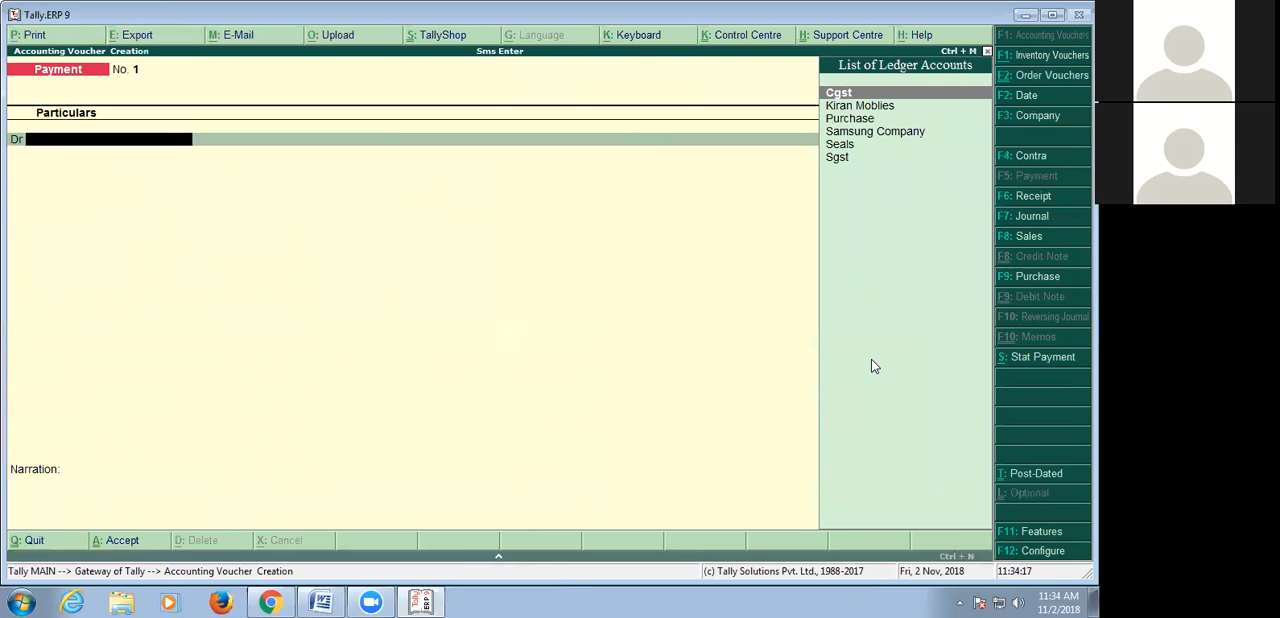 Tally.ERP 9
P: Print E: Export M: E-Mail O: Upload S: TallyShop G: Language K: Keyboard K: Control Centre H: Support Centre H: Help
Accounting Voucher Creation Sms Enter Ctrl + M
Payment No. 1
Particulars
Dr
List of Ledger Accounts
Cgst
Kiran Moblies
Purchase
Samsung Company
Seals
Sgst
Narration:
F1: Accounting Vouchers
F1: Inventory Vouchers
F2: Order Vouchers
F2: Date
F3: Company
F4: Contra
F5: Payment
F6: Receipt
F7: Journal
F8: Sales
F8: Credit Note
F9: Purchase
F9: Debit Note
F10: Reversing Journal
F10: Memos
S: Stat Payment
T: Post-Dated
L: Optional
F11: Features
F12: Configure
Q: Quit A: Accept D: Delete X: Cancel
Ctrl + N
Tally MAIN --> Gateway of Tally --> Accounting Voucher Creation (c) Tally Solutions Pvt. Ltd., 1988-2017 Fri, 2 Nov, 2018 11:34:17
Tally ERP 9
11:34 AM
11/2/2018